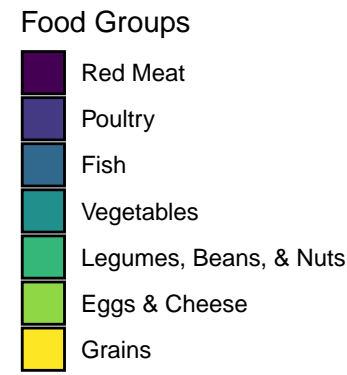 Food Groups
Red Meat
Poultry
Fish
Vegetables
Legumes, Beans, & Nuts
Eggs & Cheese
Grains